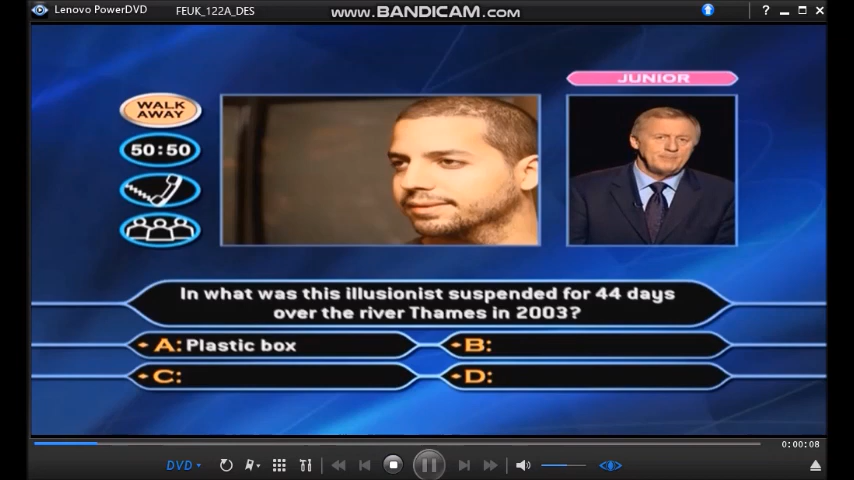 Lenovo PowerDVD
FEUK_122A_DES
WWW.BANDICAM.COM
?
JUNIOR
WALK
AWAY
50:50
In what was this illusionist suspended for 44 days
over the river Thames in 2003?
A: Plastic box
B:
C:
D:
0:00:08
DVD